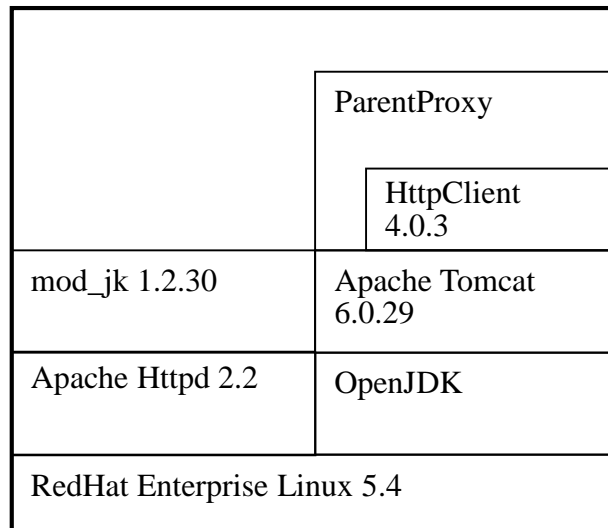 ParentProxy
HttpClient
4.0.3
mod_jk 1.2.30
Apache Tomcat
6.0.29
Apache Httpd 2.2
OpenJDK
RedHat Enterprise Linux 5.4